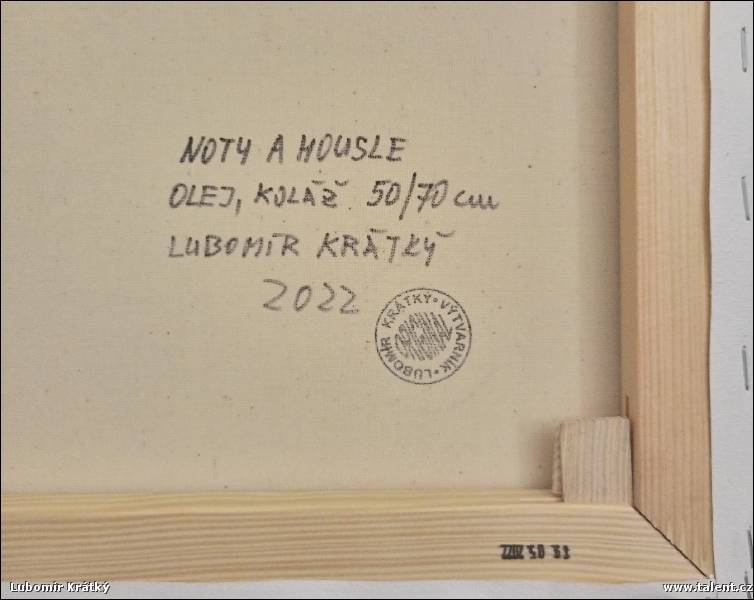 NOTY A HOUSLE
OLEJ, KOLÁŽ 50/70 cm
LUBOMÍR KRÁTKÝ
2022
LUBOMÍR KRÁTKÝ • VÝTVARNÍK •
Lubomír Krátký
www.talent.cz